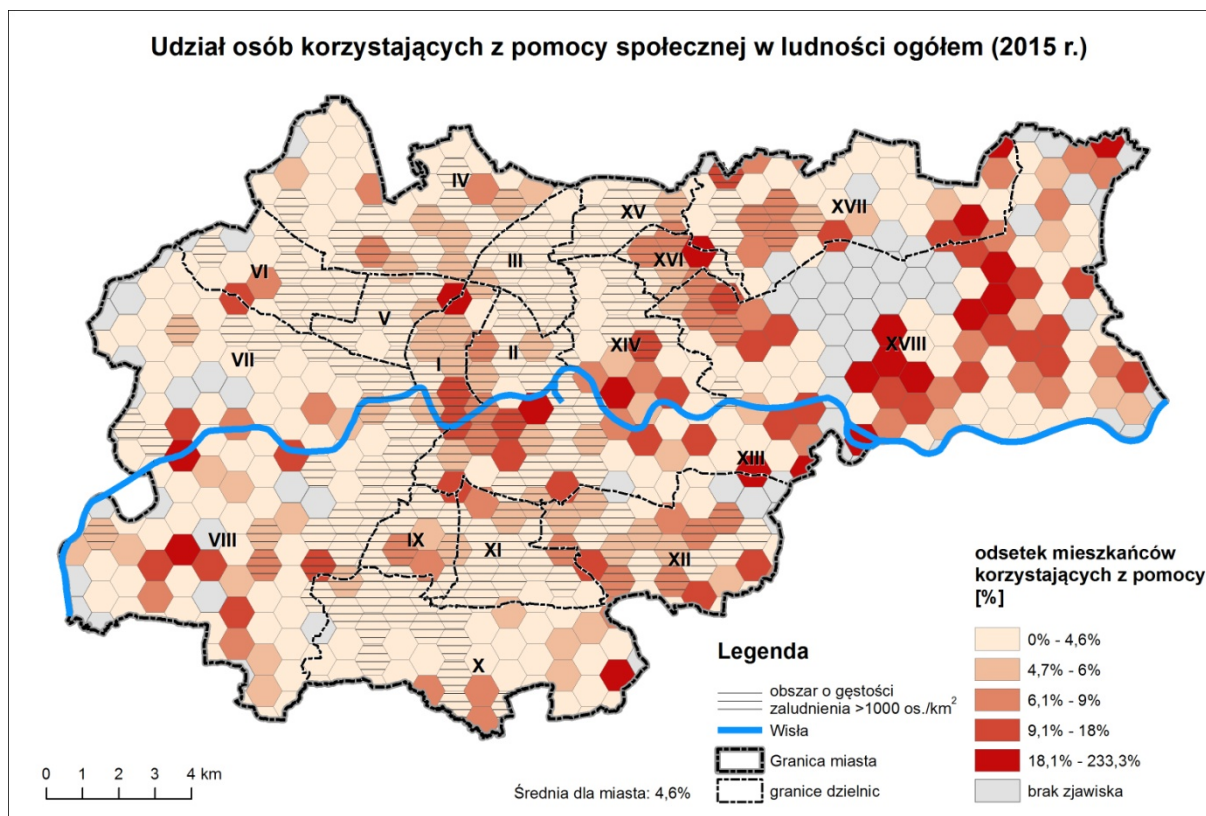 Udział osób korzystających z pomocy społecznej w ludności ogółem (2015 r.)
IV
XV
XVII
III
XVI
VI
V
VII
I
II
XIV
XVIII
XIII
VIII
IX
XI
XII
X
odsetek mieszkańców
korzystających z pomocy
[%]
0% - 4,6%
4,7% - 6%
6,1% - 9%
9,1% - 18%
18,1% - 233,3%
brak zjawiska
Legenda
obszar o gęstości
zaludnienia >1000 os./km²
Wisła
Granica miasta
granice dzielnic
0 1 2 3 4 km
Średnia dla miasta: 4,6%